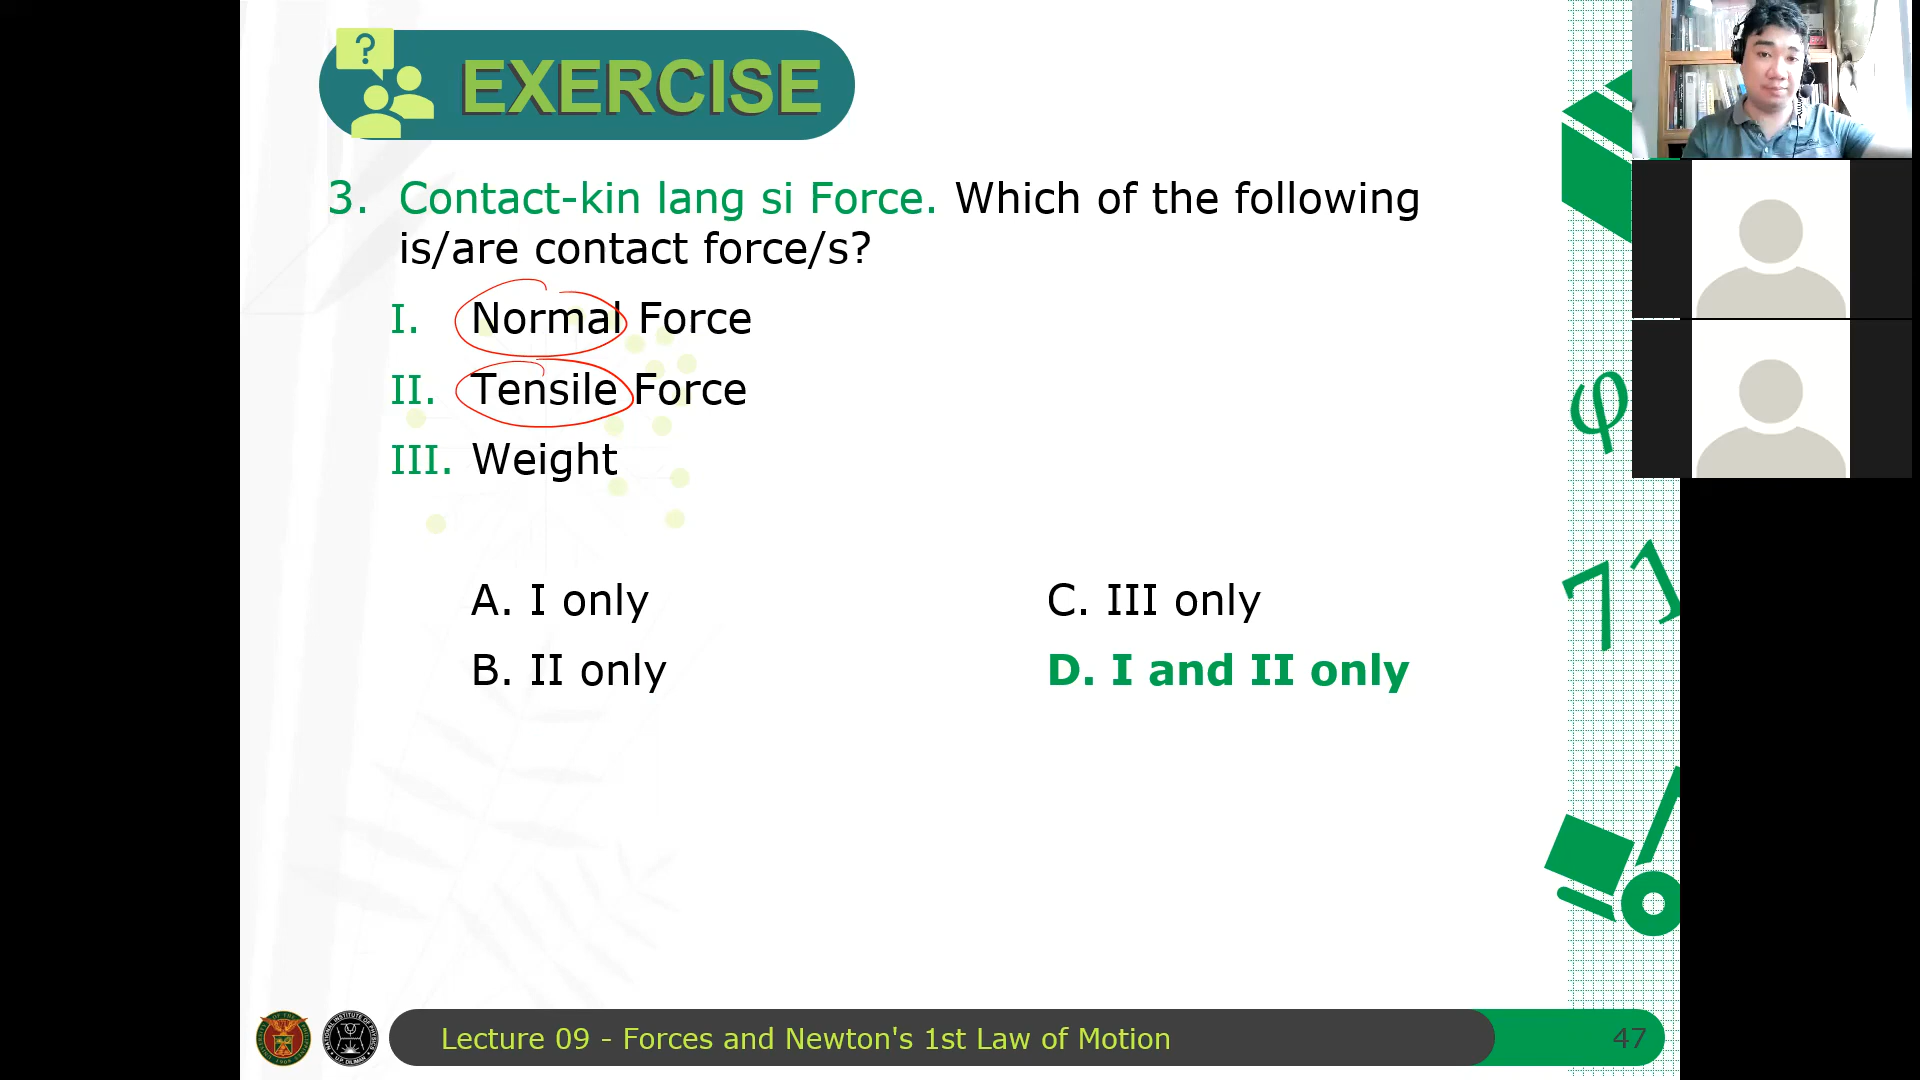 ?
EXERCISE
3. Contact-kin lang si Force. Which of the following
is/are contact force/s?
I. Normal Force
II. Tensile Force
III. Weight
A. I only
B. II only
C. III only
D. I and II only
φ
Lecture 09 - Forces and Newton's 1st Law of Motion
47